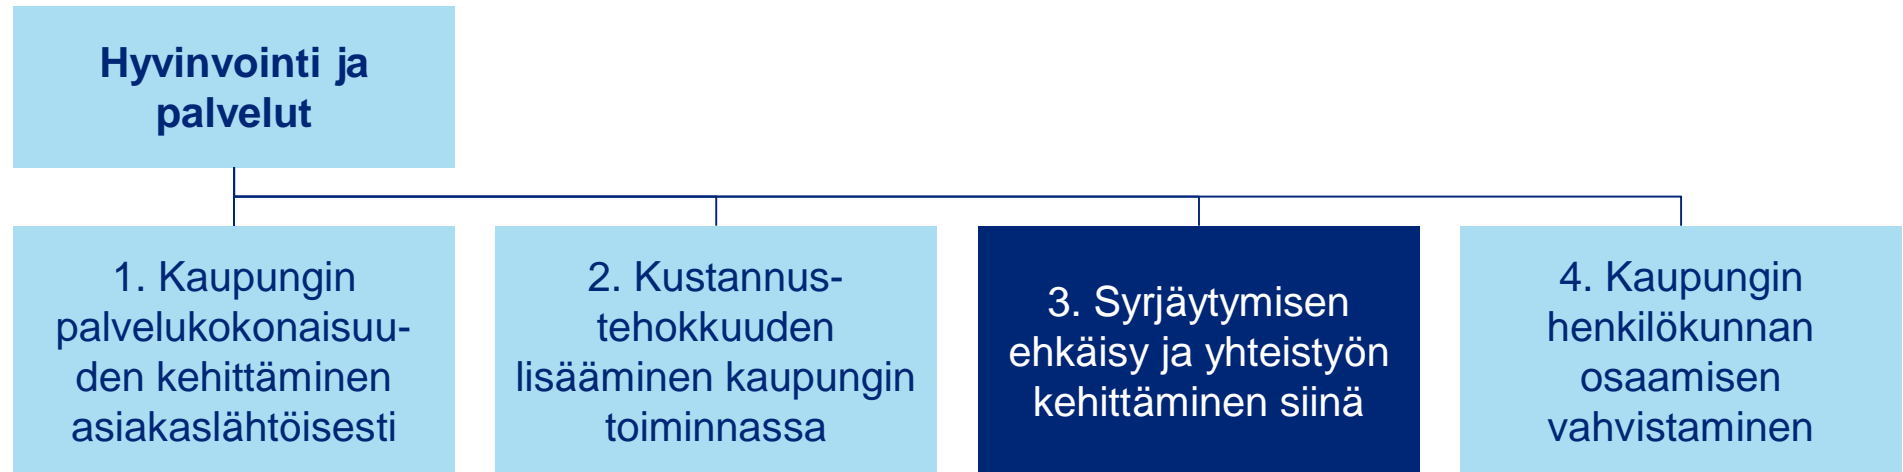 Hyvinvointi ja
palvelut
1. Kaupungin
palvelukokonaisuu-
den kehittäminen
asiakaslähtöisesti
2. Kustannus-
tehokkuuden
lisääminen kaupungin
toiminnassa
3. Syrjäytymisen
ehkäisy ja yhteistyön
kehittäminen siinä
4. Kaupungin
henkilökunnan
osaamisen
vahvistaminen